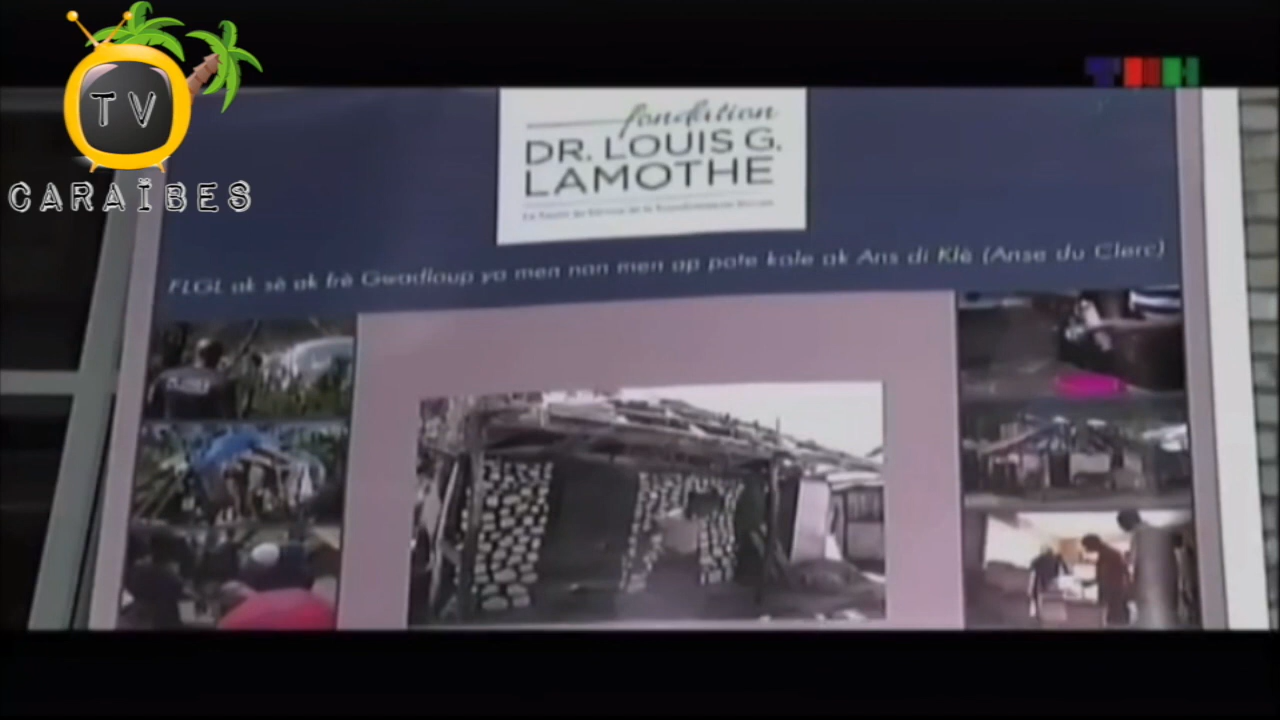 TV
CARAÏBES
TNH
fondation
DR. LOUIS G.
LAMOTHE
FLGL ak sè ak frè Gwadloup yo men nan men ap pote kole ak Ans di Klè (Anse du Clerc)